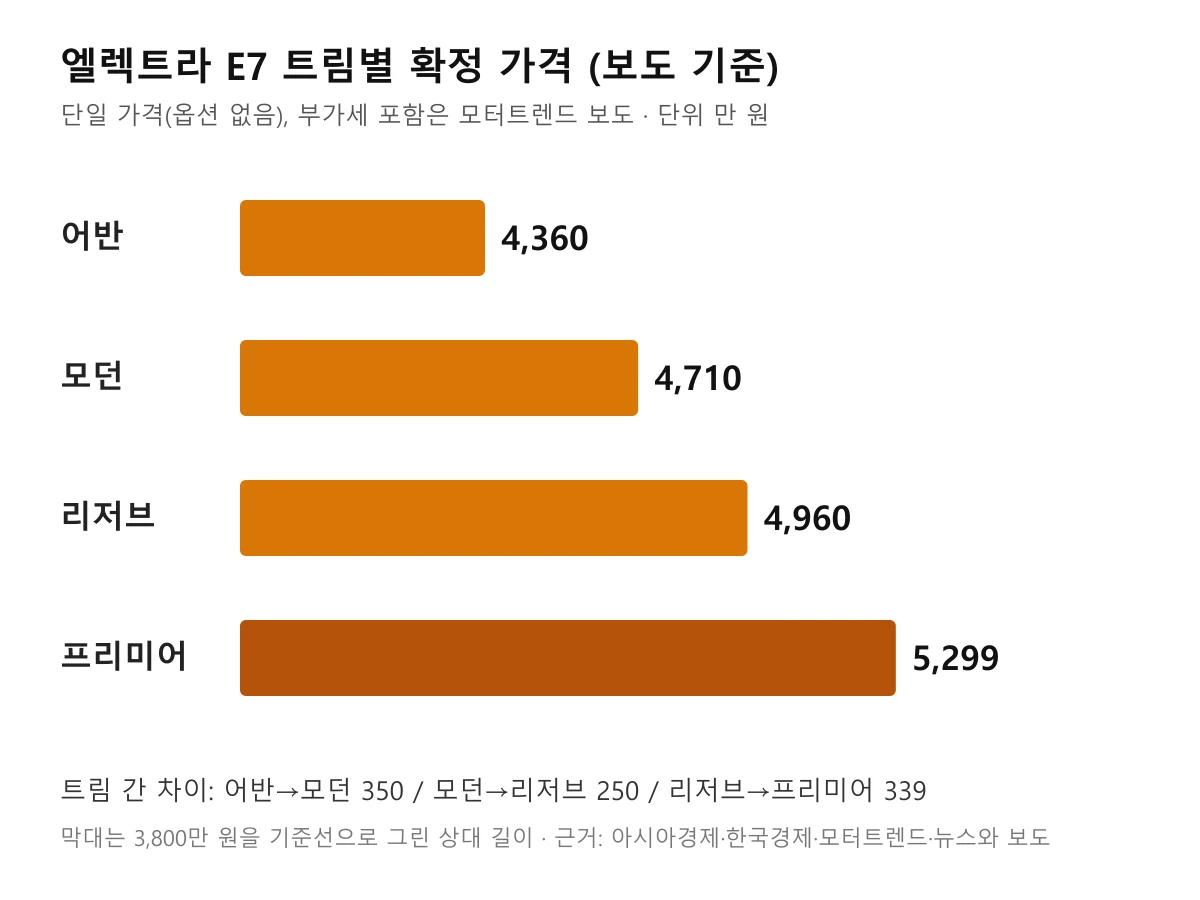 엘렉트라 E7 트림별 확정 가격 (보도 기준)
단일 가격(옵션 없음), 부가세 포함은 모터트렌드 보도 · 단위 만 원
어반 4,360
모던 4,710
리저브 4,960
프리미어 5,299
트림 간 차이: 어반→모던 350 / 모던→리저브 250 / 리저브→프리미어 339
막대는 3,800만 원을 기준선으로 그린 상대 길이 · 근거: 아시아경제·한국경제·모터트렌드·뉴스와 보도